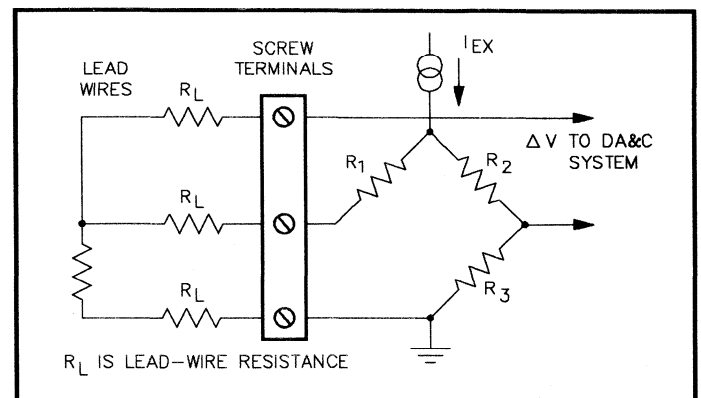 I EX
SCREW
TERMINALS
LEAD
WIRES
RL
ΔV TO DA&C
SYSTEM
R1
R2
RL
RL
R3
RL IS LEAD-WIRE RESISTANCE